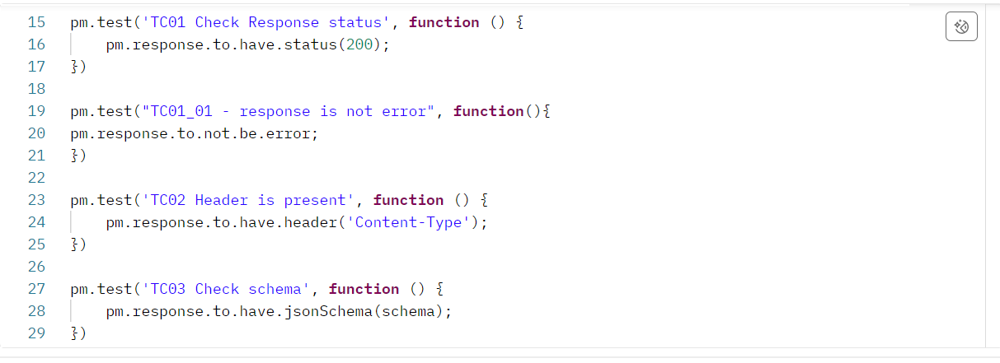 15 pm.test('TC01 Check Response status', function () {
16     pm.response.to.have.status(200);
17 })
18
19 pm.test("TC01_01 - response is not error", function(){
20 pm.response.to.not.be.error;
21 })
22
23 pm.test('TC02 Header is present', function () {
24     pm.response.to.have.header('Content-Type');
25 })
26
27 pm.test('TC03 Check schema', function () {
28     pm.response.to.have.jsonSchema(schema);
29 })